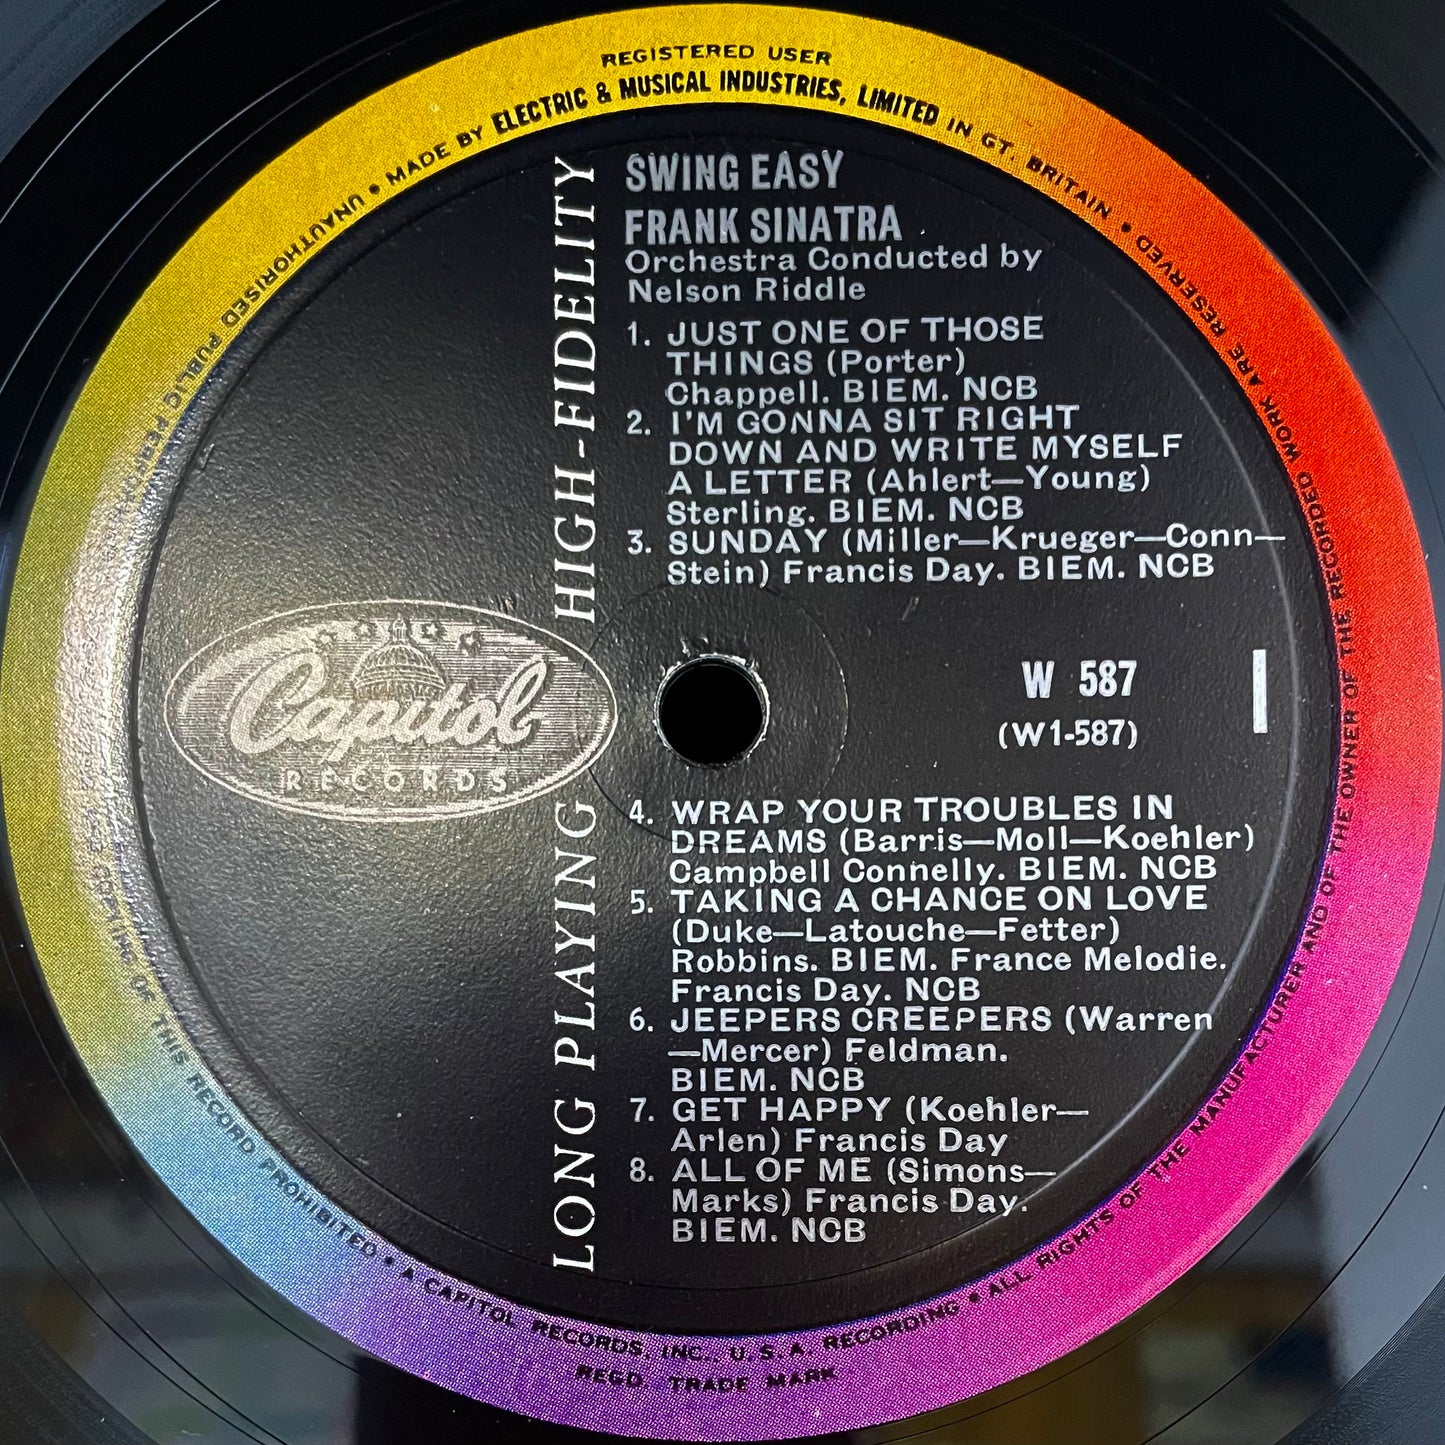 REGISTERED USER
MADE BY ELECTRIC & MUSICAL INDUSTRIES, LIMITED IN GT. BRITAIN • ALL RIGHTS OF THE MANUFACTURER AND OF THE OWNER OF THE RECORDED WORK ARE RESERVED •
UNAUTHORISED PUBLIC PERFORMANCE COPYING OF THIS RECORD PROHIBITED •
A CAPITOL RECORDS, INC., U.S.A. RECORDING •
REGD. TRADE MARK
LONG PLAYING HIGH-FIDELITY
Capitol
RECORDS
SWING EASY
FRANK SINATRA
Orchestra Conducted by
Nelson Riddle
1. JUST ONE OF THOSE
THINGS (Porter)
Chappell. BIEM. NCB
2. I'M GONNA SIT RIGHT
DOWN AND WRITE MYSELF
A LETTER (Ahlert—Young)
Sterling. BIEM. NCB
3. SUNDAY (Miller—Krueger—Conn—
Stein) Francis Day. BIEM. NCB
W 587
(W1-587)
1
4. WRAP YOUR TROUBLES IN
DREAMS (Barris—Moll—Koehler)
Campbell Connelly. BIEM. NCB
5. TAKING A CHANCE ON LOVE
(Duke—Latouche—Fetter)
Robbins. BIEM. France Melodie.
Francis Day. NCB
6. JEEPERS CREEPERS (Warren
—Mercer) Feldman.
BIEM. NCB
7. GET HAPPY (Koehler—
Arlen) Francis Day
8. ALL OF ME (Simons—
Marks) Francis Day.
BIEM. NCB